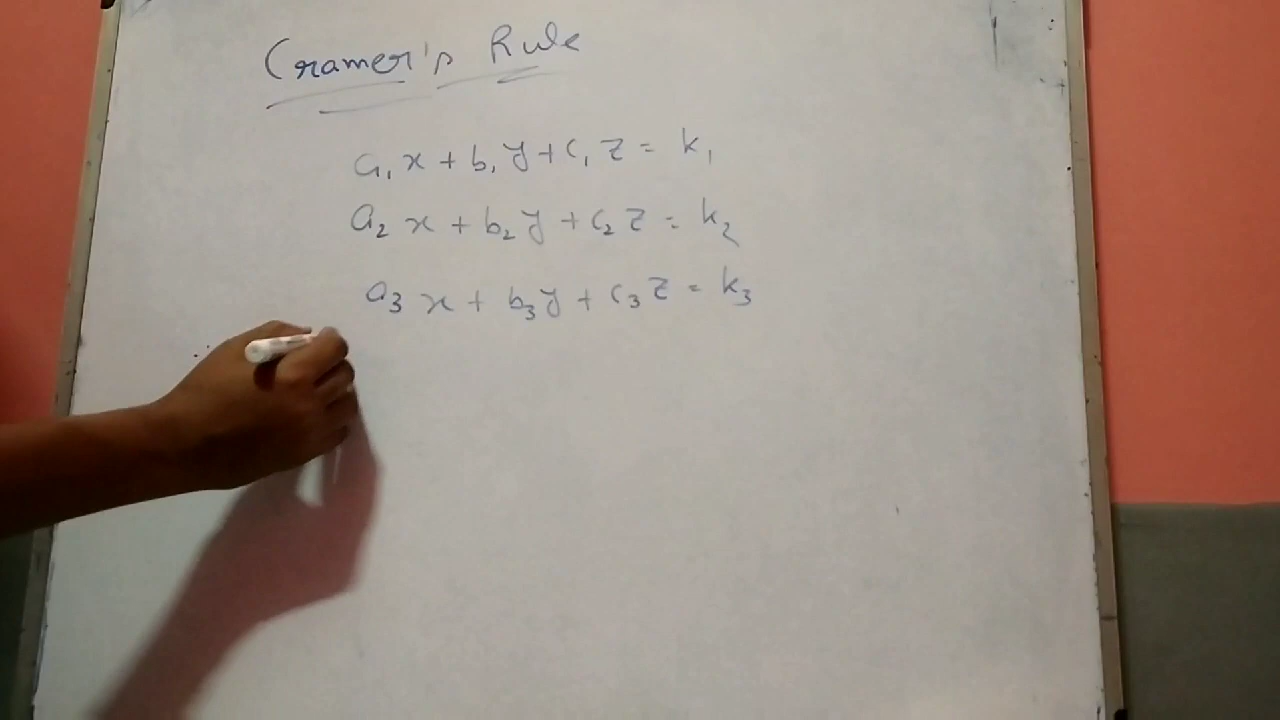 Cramer's Rule
a₁x + b₁y + c₁z = k₁
a₂x + b₂y + c₂z = k₂
a₃x + b₃y + c₃z = k₃